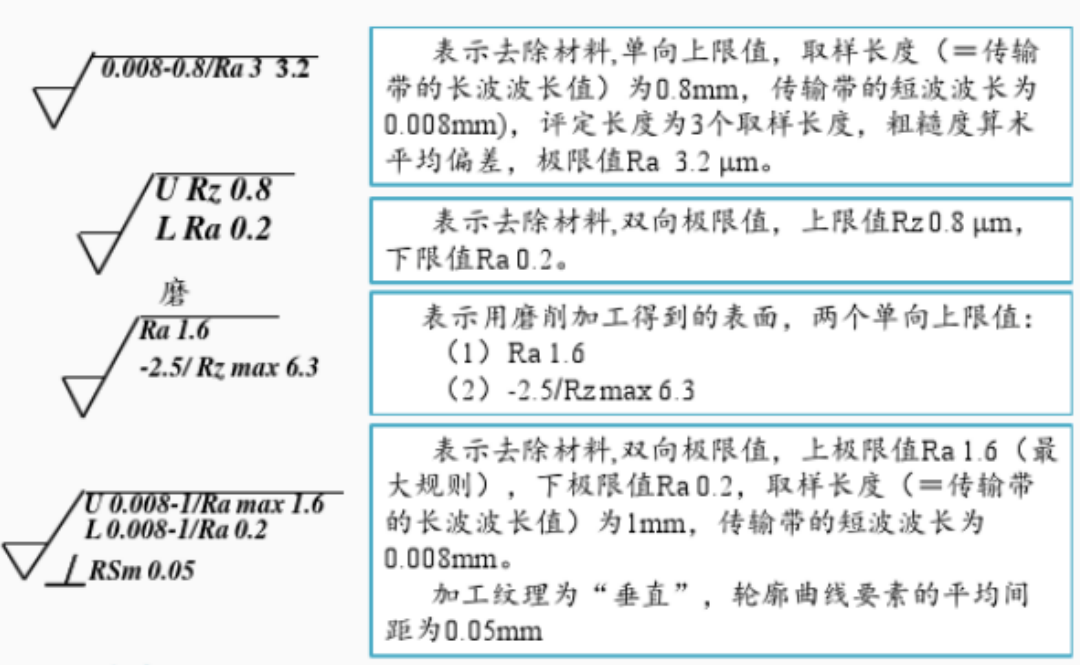 0.008-0.8/Ra 3 3.2
表示去除材料,单向上限值，取样长度（＝传输
带的长波波长值）为0.8mm，传输带的短波波长为
0.008mm)，评定长度为3个取样长度，粗糙度算术
平均偏差，极限值Ra 3.2 μm。
U Rz 0.8
L Ra 0.2
表示去除材料,双向极限值，上限值Rz0.8 μm，
下限值Ra 0.2。
磨
Ra 1.6
-2.5/ Rz max 6.3
表示用磨削加工得到的表面，两个单向上限值：
（1）Ra 1.6
（2）-2.5/Rzmax 6.3
U 0.008-1/Ra max 1.6
L 0.008-1/Ra 0.2
RSm 0.05
表示去除材料,双向极限值，上极限值Ra 1.6（最
大规则），下极限值Ra 0.2，取样长度（＝传输带
的长波波长值）为1mm，传输带的短波波长为
0.008mm。
加工纹理为“垂直”，轮廓曲线要素的平均间
距为0.05mm